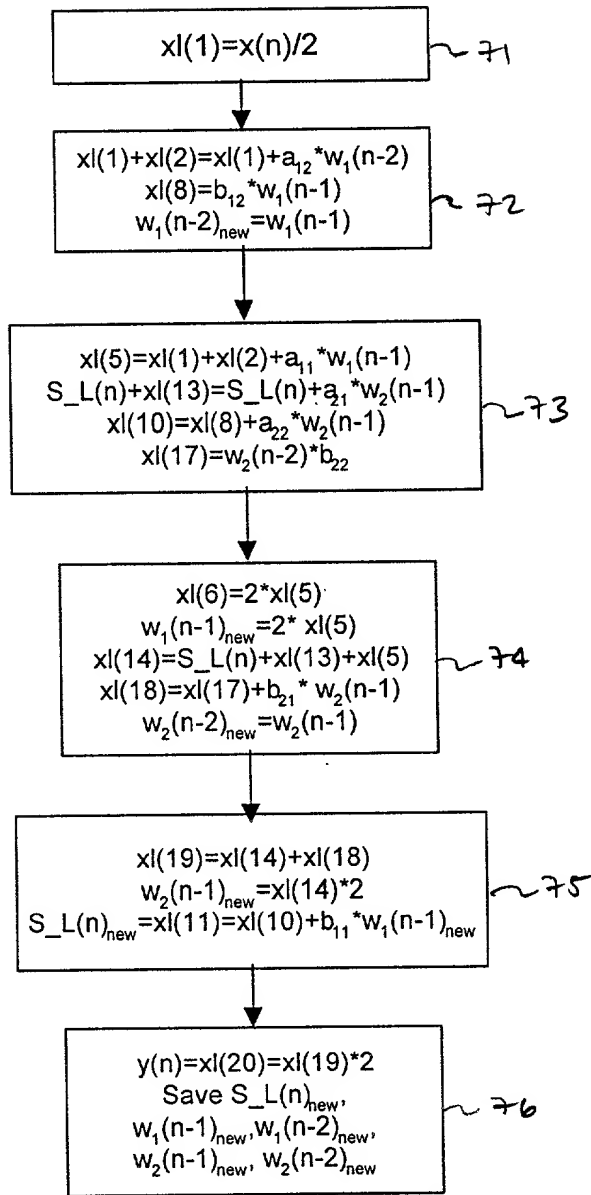 xl(1)=x(n)/2
71
xl(1)+xl(2)=xl(1)+a₁₂*w₁(n-2)
xl(8)=b₁₂*w₁(n-1)
w₁(n-2)new=w₁(n-1)
72
xl(5)=xl(1)+xl(2)+a₁₁*w₁(n-1)
S_L(n)+xl(13)=S_L(n)+a₂₁*w₂(n-1)
xl(10)=xl(8)+a₂₂*w₂(n-1)
xl(17)=w₂(n-2)*b₂₂
73
xl(6)=2*xl(5)
w₁(n-1)new=2* xl(5)
xl(14)=S_L(n)+xl(13)+xl(5)
xl(18)=xl(17)+b₂₁* w₂(n-1)
w₂(n-2)new=w₂(n-1)
74
xl(19)=xl(14)+xl(18)
w₂(n-1)new=xl(14)*2
S_L(n)new=xl(11)=xl(10)+b₁₁*w₁(n-1)new
75
y(n)=xl(20)=xl(19)*2
Save S_L(n)new,
w₁(n-1)new,w₁(n-2)new,
w₂(n-1)new, w₂(n-2)new
76